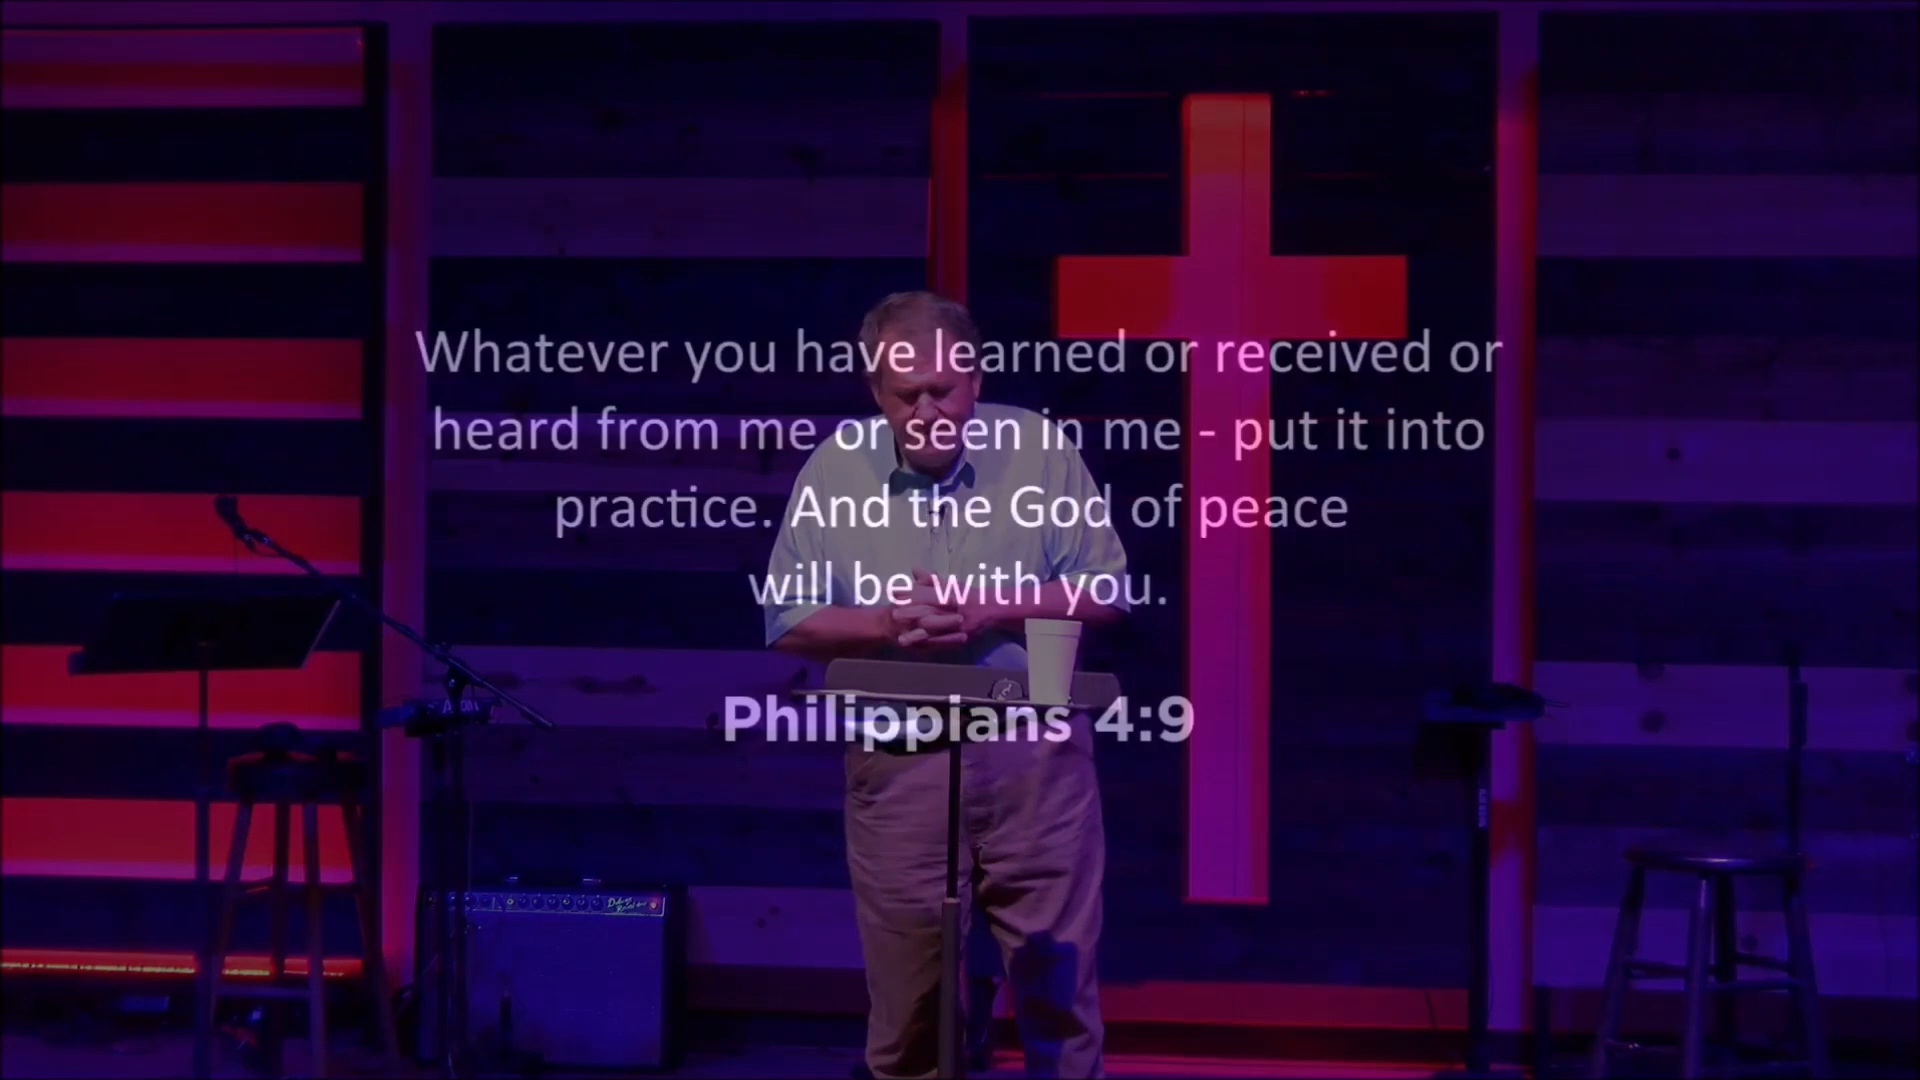 Whatever you have learned or received or
heard from me or seen in me - put it into
practice. And the God of peace
will be with you.
Philippians 4:9